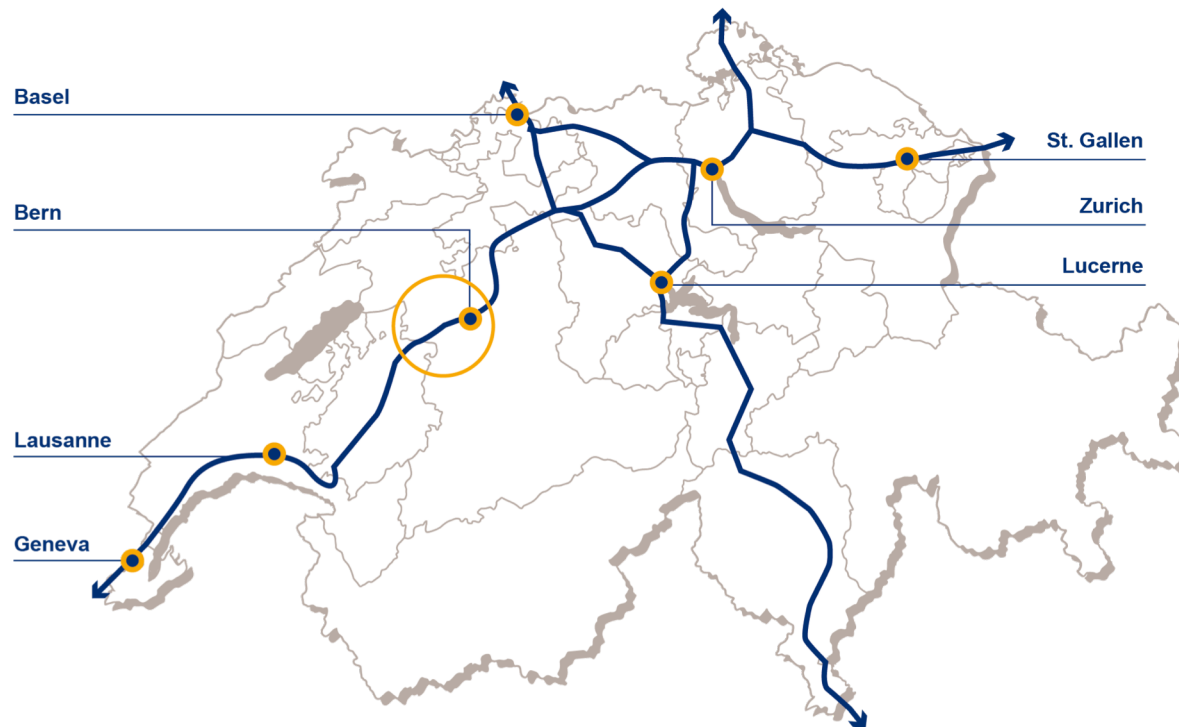 Basel
Bern
Lausanne
Geneva
St. Gallen
Zurich
Lucerne